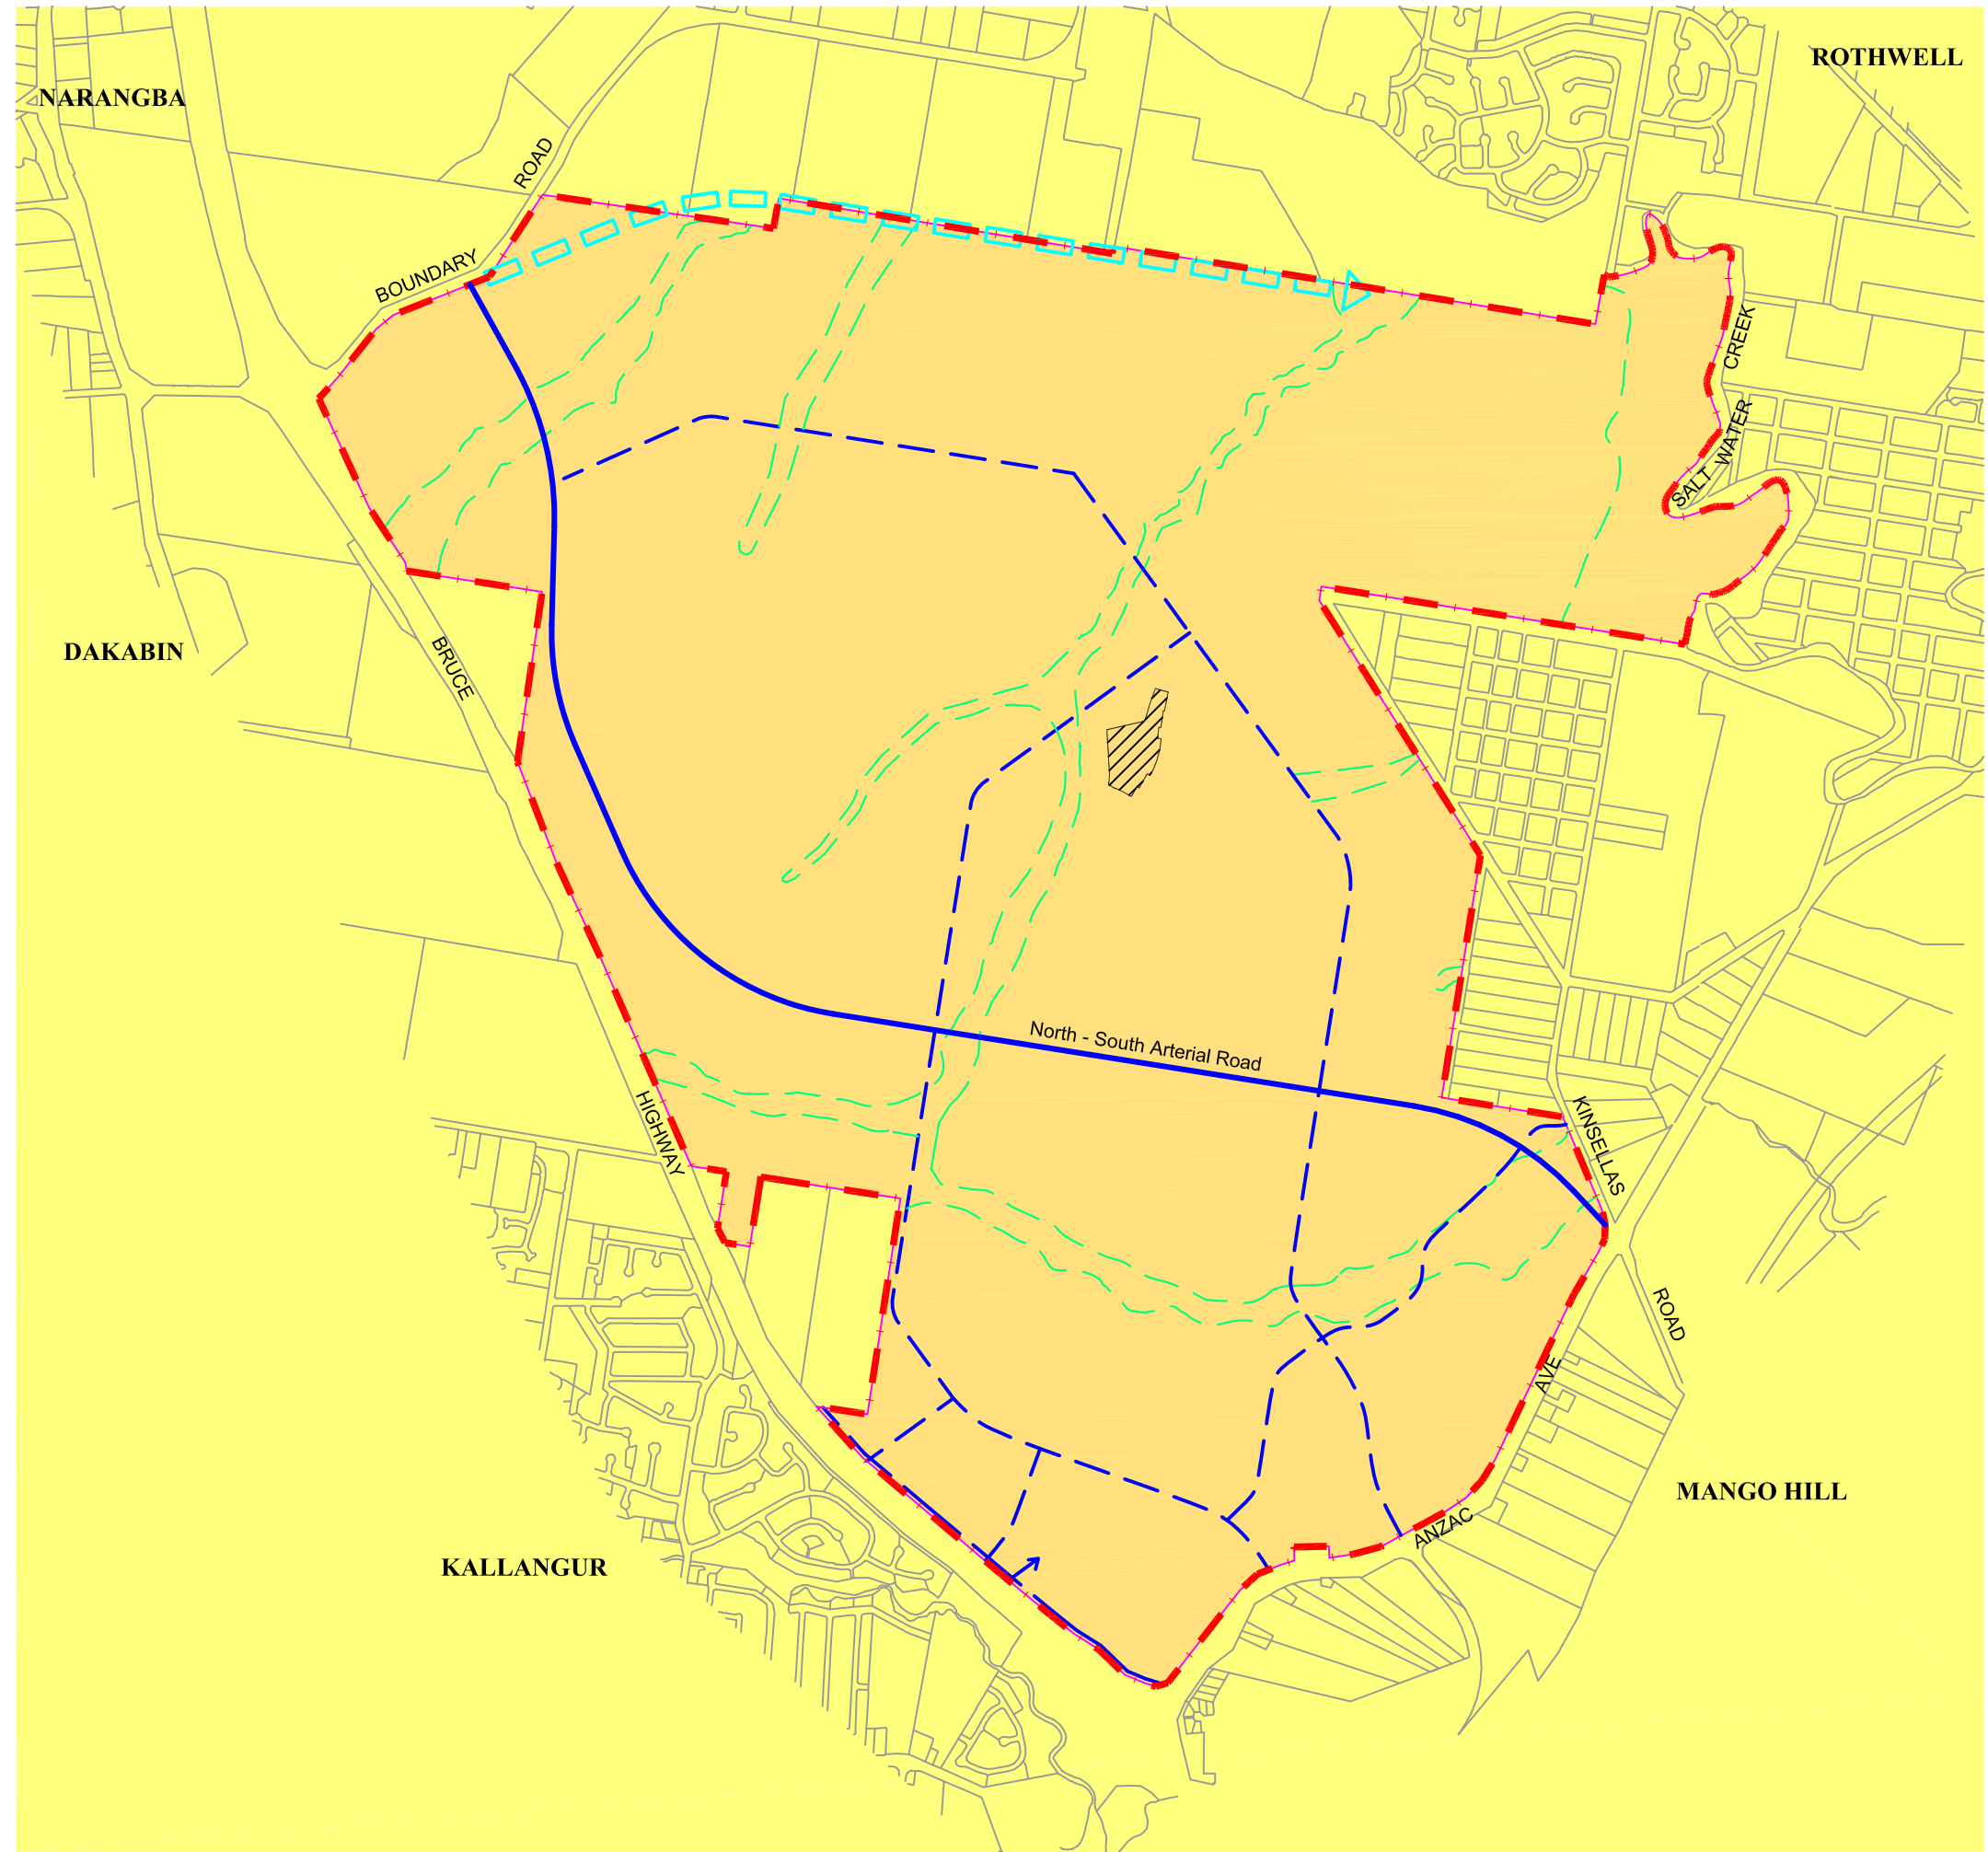 ROTHWELL
NARANGBA
ROAD
BOUNDARY
CREEK
WATER
SALT
DAKABIN
BRUCE
North - South Arterial Road
HIGHWAY
KINSELLAS
ROAD
AVE
MANGO HILL
ANZAC
KALLANGUR